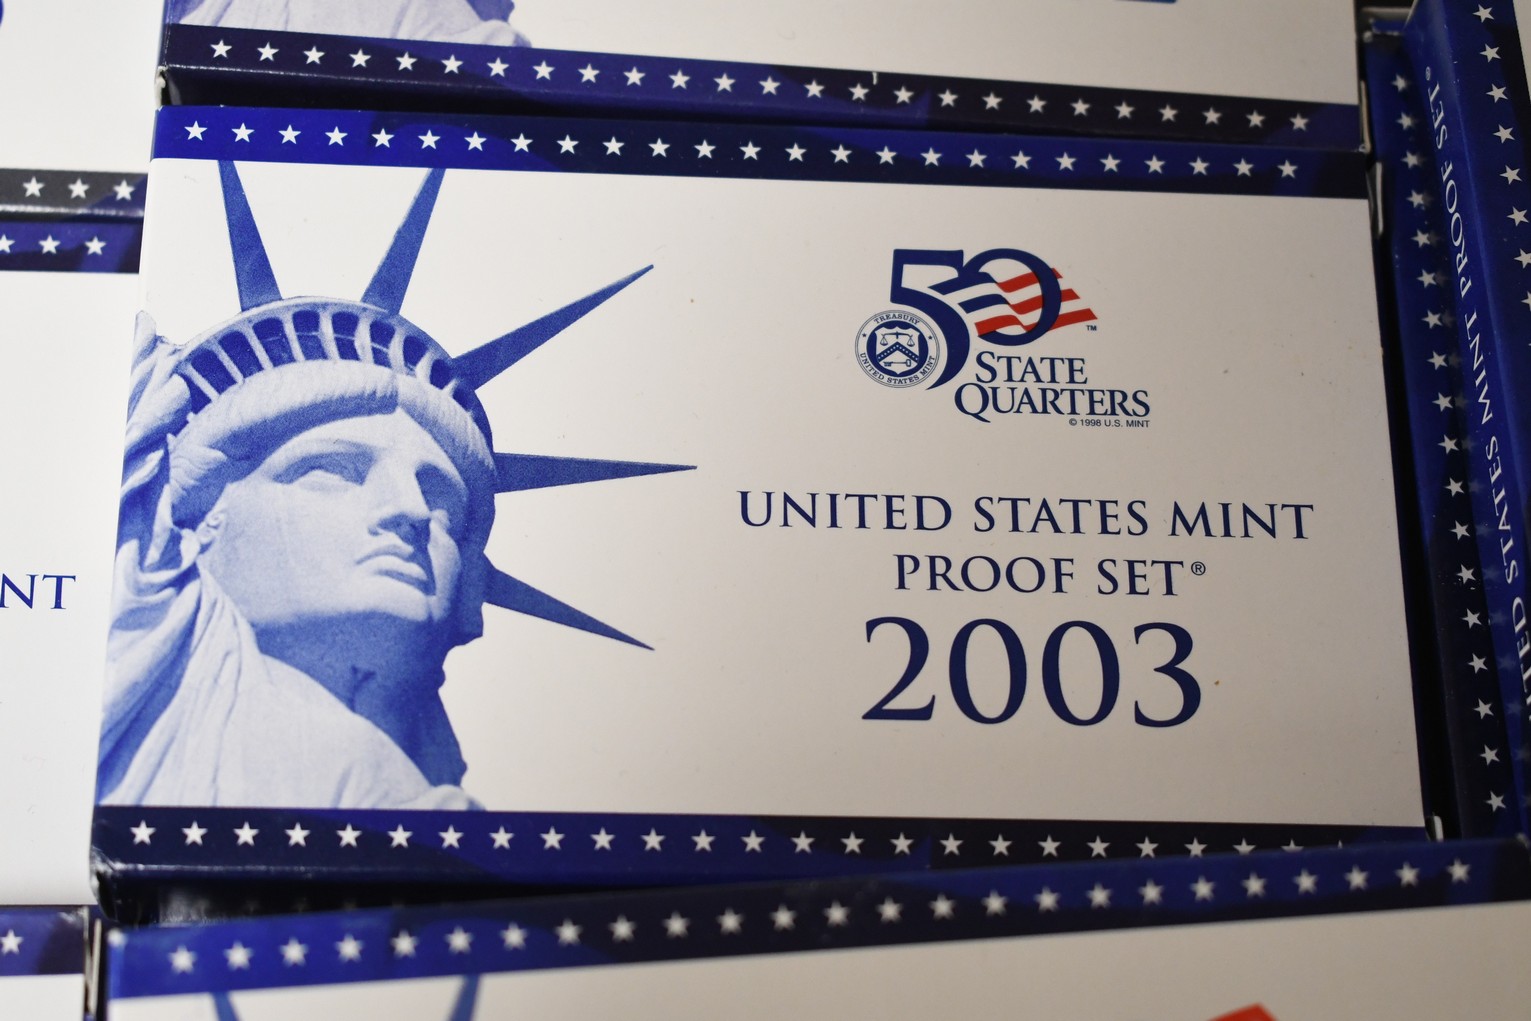 50
TM
TREASURY
UNITED STATES MINT
STATE
QUARTERS
© 1998 U.S. MINT
UNITED STATES MINT
PROOF SET®
2003
NT
UNITED STATES MINT PROOF SET®